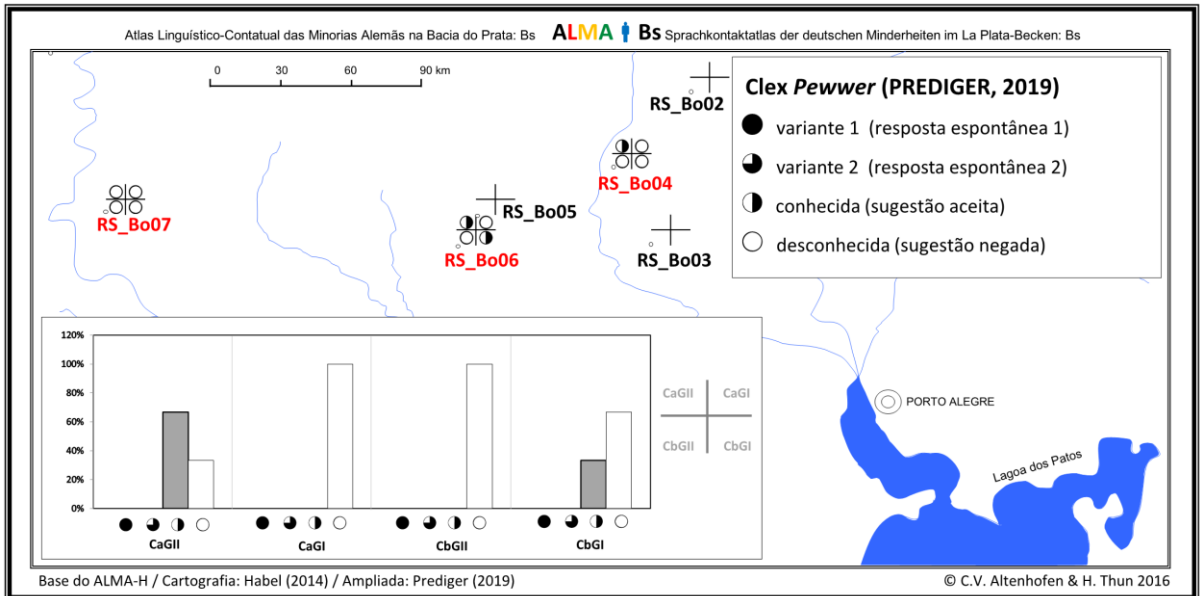 Atlas Linguístico-Contatual das Minorias Alemãs na Bacia do Prata: Bs ALMA Bs Sprachkontaktatlas der deutschen Minderheiten im La Plata-Becken: Bs
0 30 60 90 km
RS_Bo02
RS_Bo04
RS_Bo07
RS_Bo05
RS_Bo06
RS_Bo03
Clex Pewwer (PREDIGER, 2019)
variante 1 (resposta espontânea 1)
variante 2 (resposta espontânea 2)
conhecida (sugestão aceita)
desconhecida (sugestão negada)
120%
100%
80%
60%
40%
20%
0%
CaGII CaGI CbGII CbGI
CaGII CaGI
CbGII CbGI
PORTO ALEGRE
Lagoa dos Patos
Base do ALMA-H / Cartografia: Habel (2014) / Ampliada: Prediger (2019) © C.V. Altenhofen & H. Thun 2016